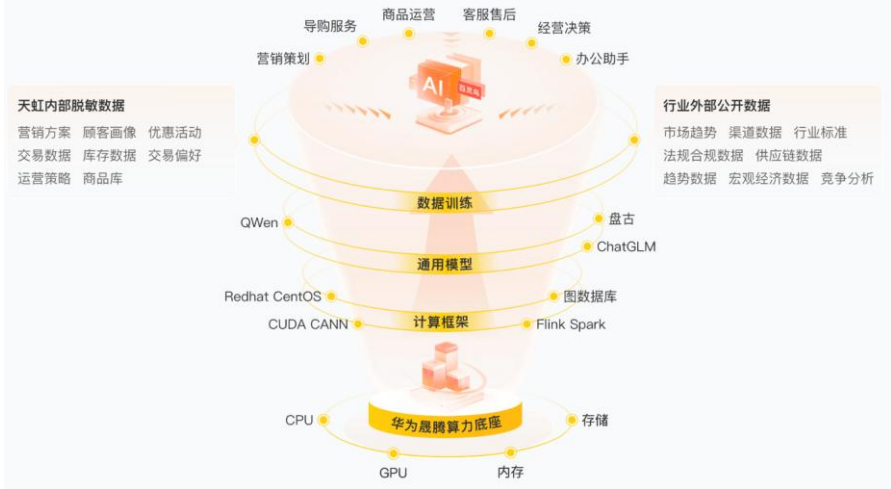 商品运营
客服售后
导购服务
经营决策
营销策划
办公助手
AI
天虹内部脱敏数据
营销方案 顾客画像 优惠活动
交易数据 库存数据 交易偏好
运营策略 商品库
行业外部公开数据
市场趋势 渠道数据 行业标准
法规合规数据 供应链数据
趋势数据 宏观经济数据 竞争分析
数据训练
QWen
盘古
ChatGLM
通用模型
Redhat CentOS
图数据库
CUDA CANN
计算框架
Flink Spark
CPU
华为晟腾算力底座
存储
GPU
内存